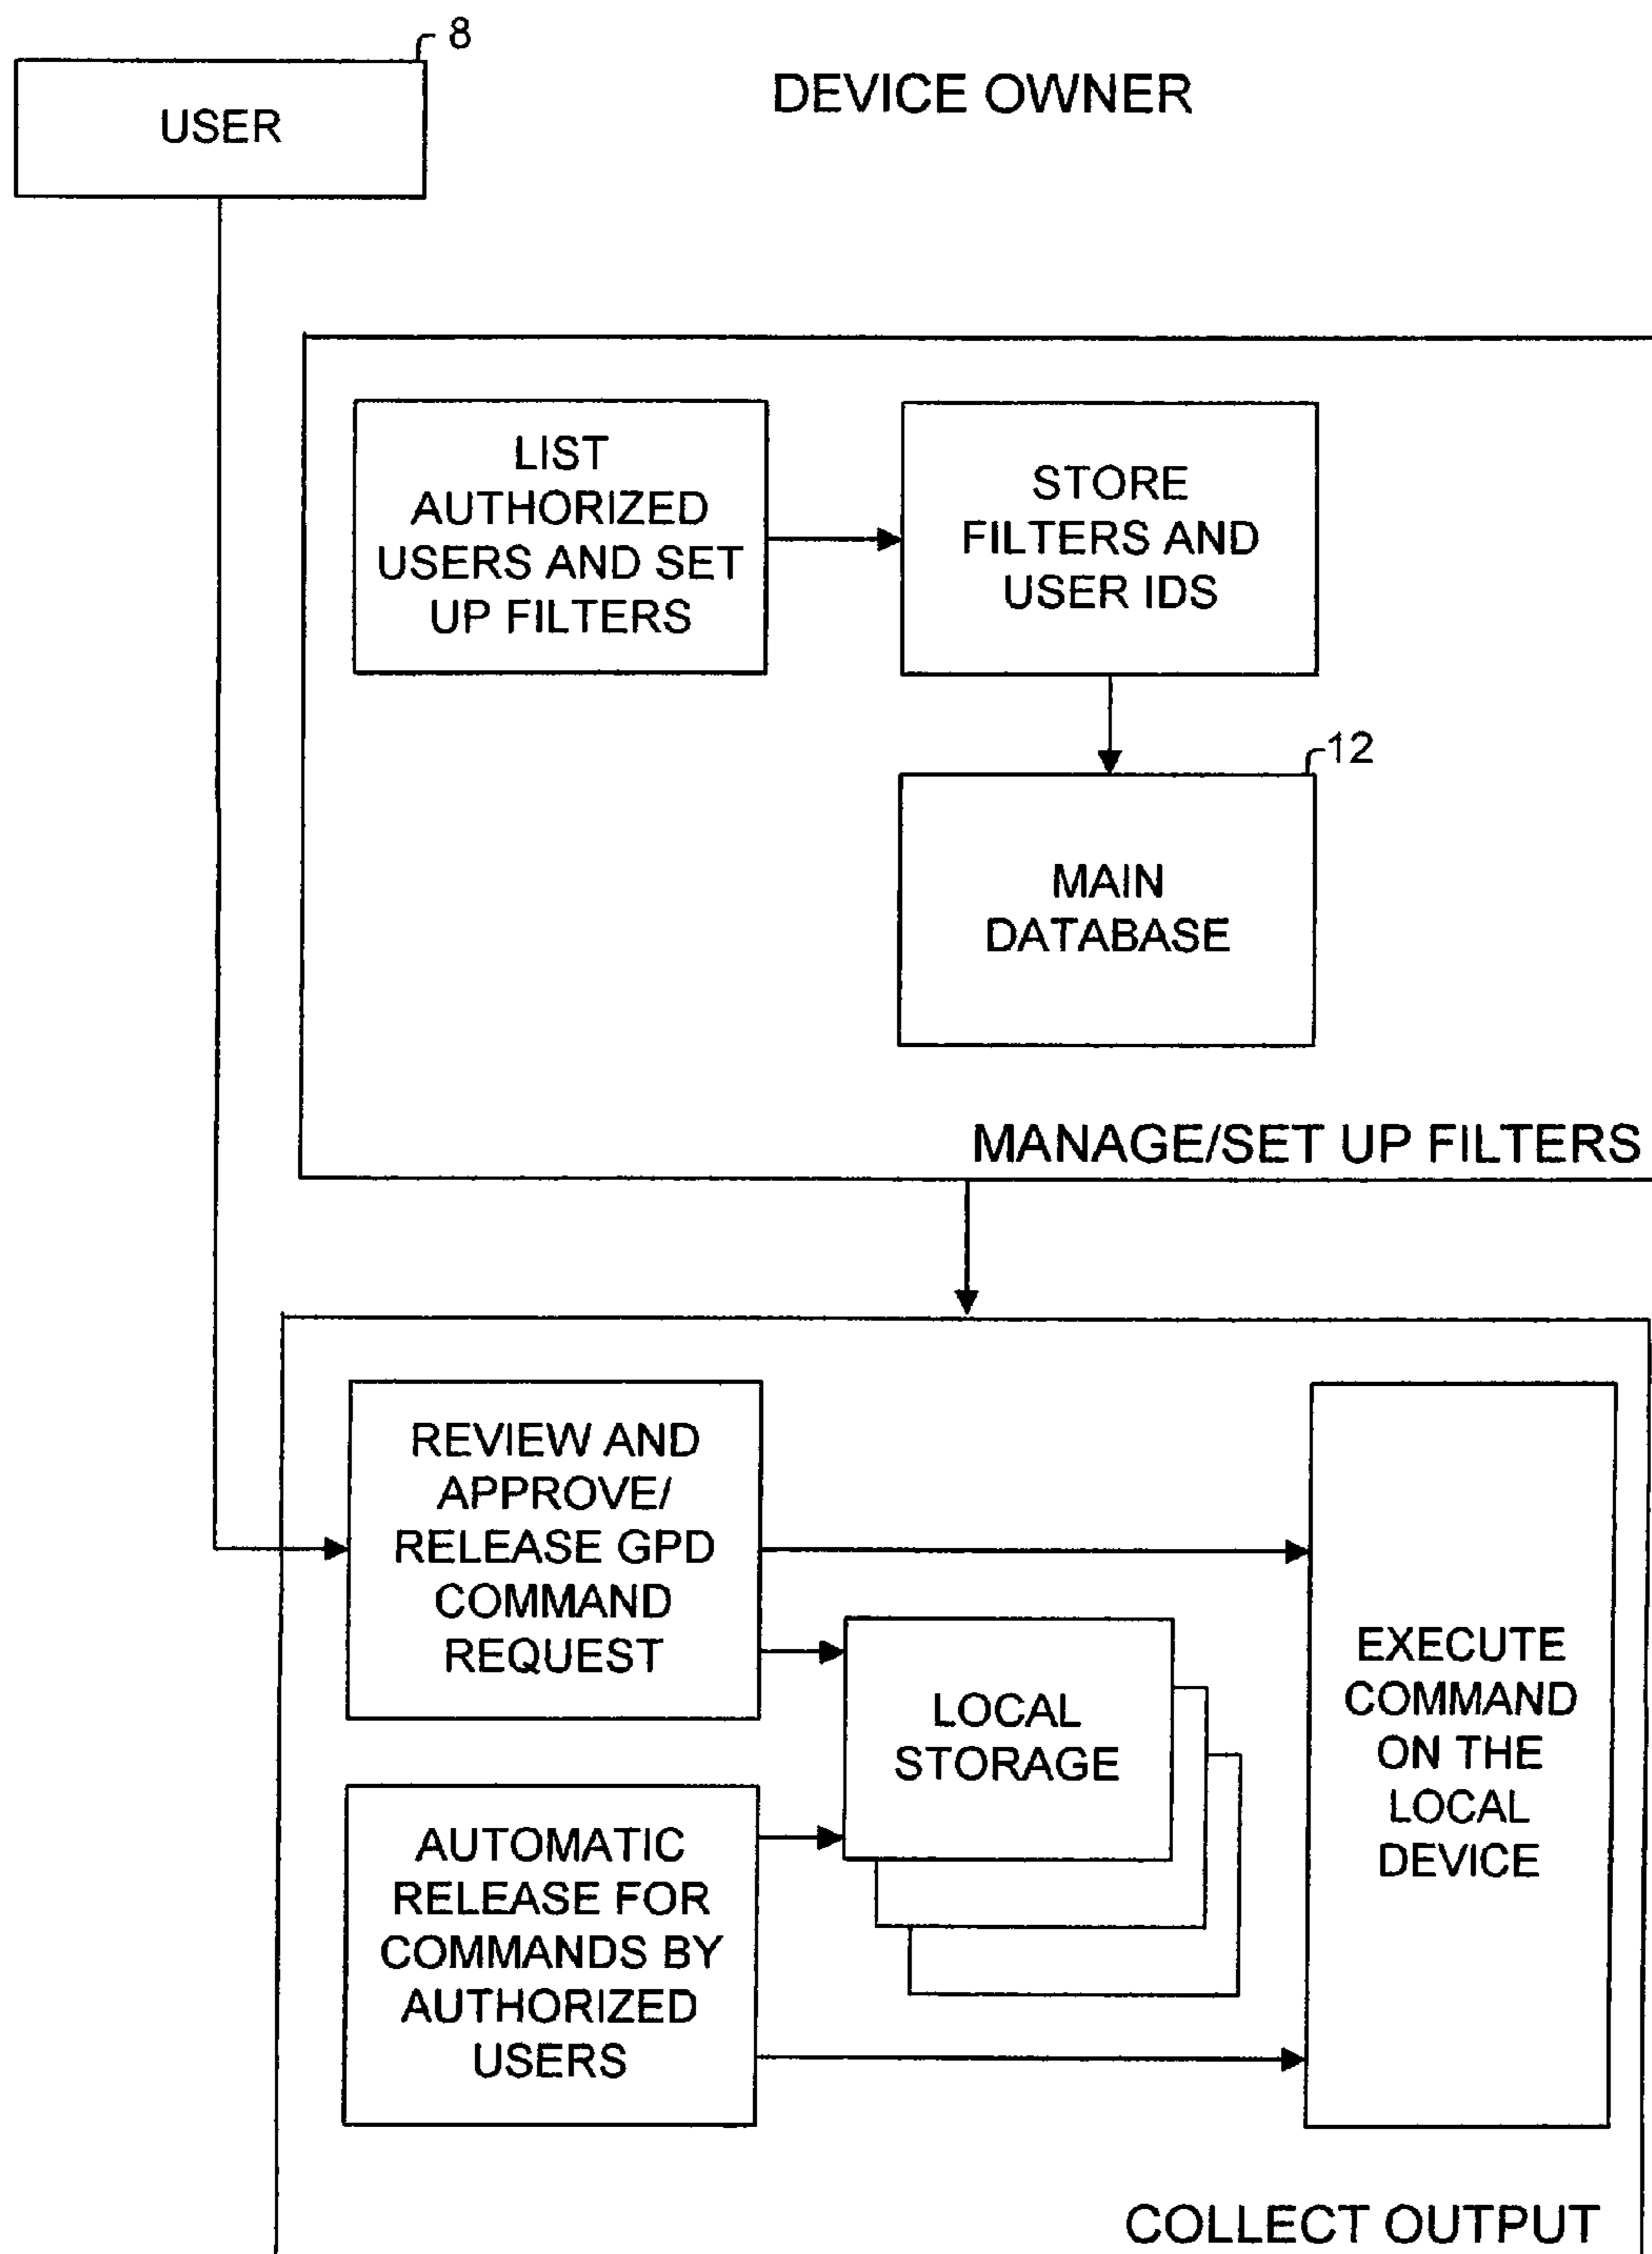 8
USER
DEVICE OWNER
LIST
AUTHORIZED
USERS AND SET
UP FILTERS
STORE
FILTERS AND
USER IDS
12
MAIN
DATABASE
MANAGE/SET UP FILTERS
REVIEW AND
APPROVE/
RELEASE GPD
COMMAND
REQUEST
LOCAL
STORAGE
EXECUTE
COMMAND
ON THE
LOCAL
DEVICE
AUTOMATIC
RELEASE FOR
COMMANDS BY
AUTHORIZED
USERS
COLLECT OUTPUT